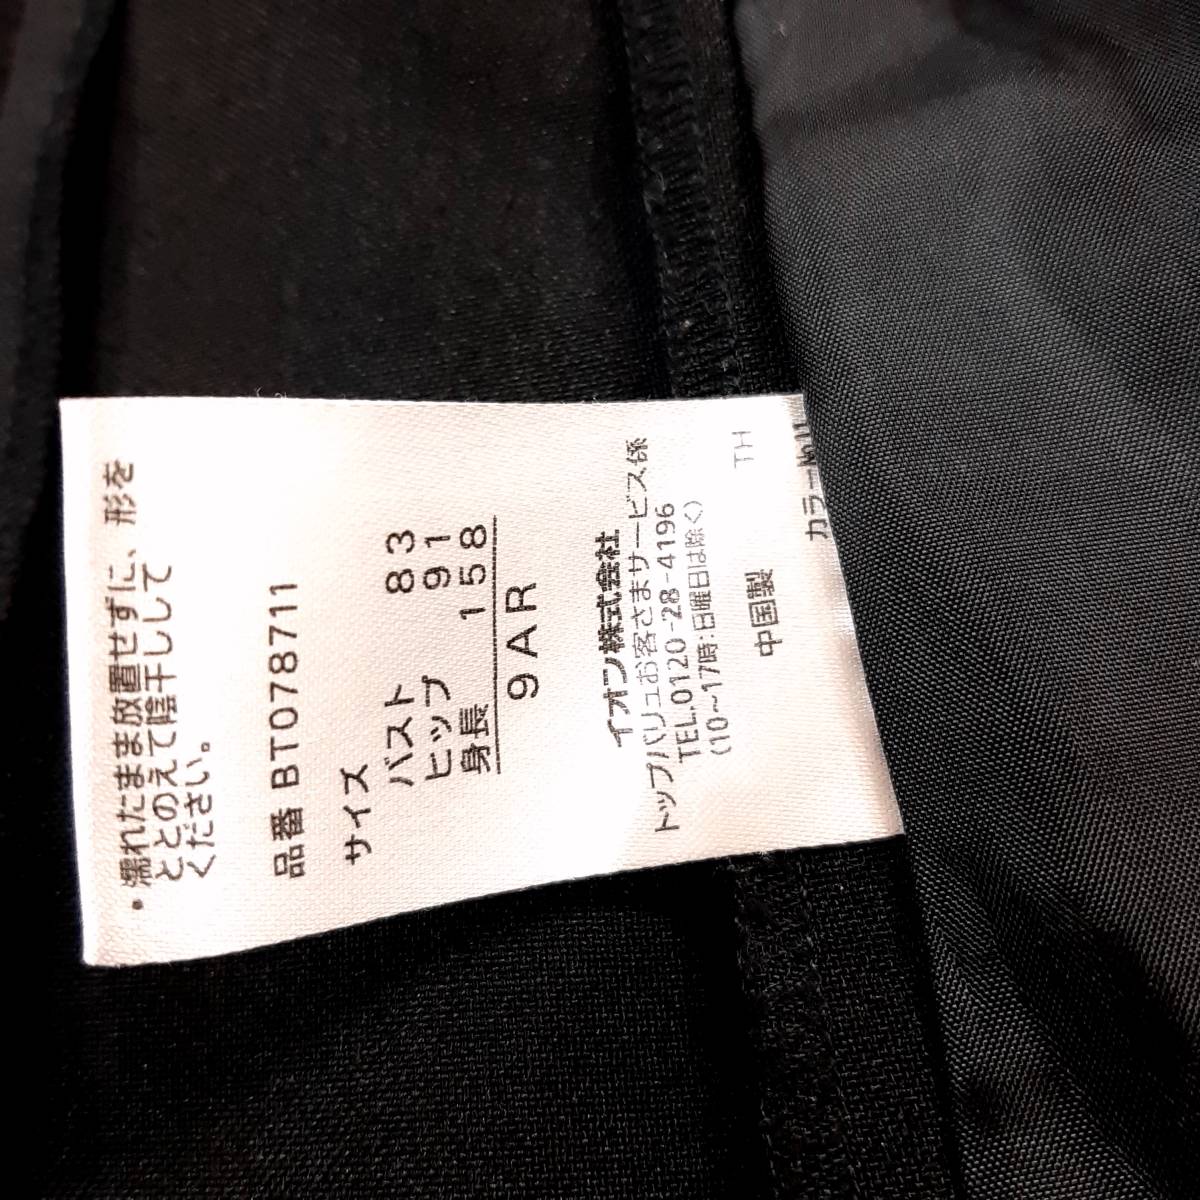 ・濡れたまま放置せずに、形を
ととのえて陰干しして
ください。
品番 BT078711
サイズ
バスト 83
ヒップ 91
身長 158
9AR
イオン株式会社
トップバリュお客さまサービス係
TEL.0120-28-4196
(10～17時:日曜日は除く)
中国製 TH
カラー